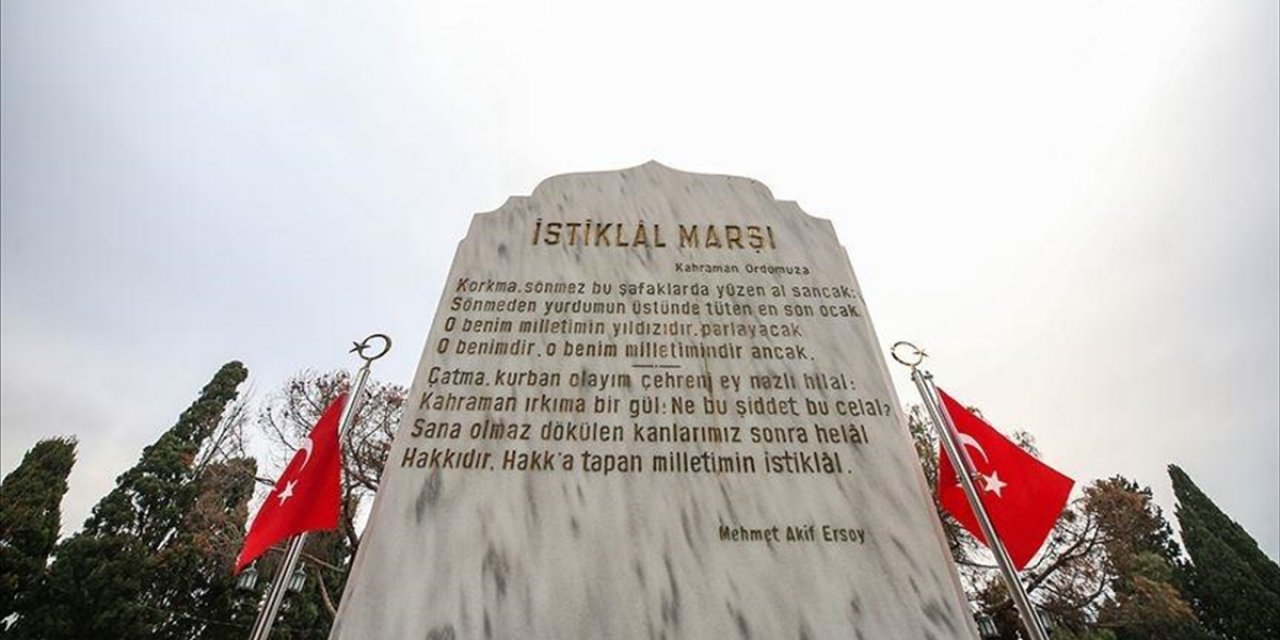 İSTİKLÂL MARŞI
Kahraman Ordomuza
Korkma, sönmez bu şafaklarda yüzen al sancak;
Sönmeden yurdumun üstünde tüten en son ocak.
O benim milletimin yıldızıdır, parlayacak
O benimdir, o benim milletimindir ancak.
Çatma, kurban olayım çehreni ey nazlı hilal;
Kahraman ırkıma bir gül; Ne bu şiddet bu celal?
Sana olmaz dökülen kanlarımız sonra helâl
Hakkıdır, Hakk'a tapan milletimin istiklâl.
Mehmet Akif Ersoy